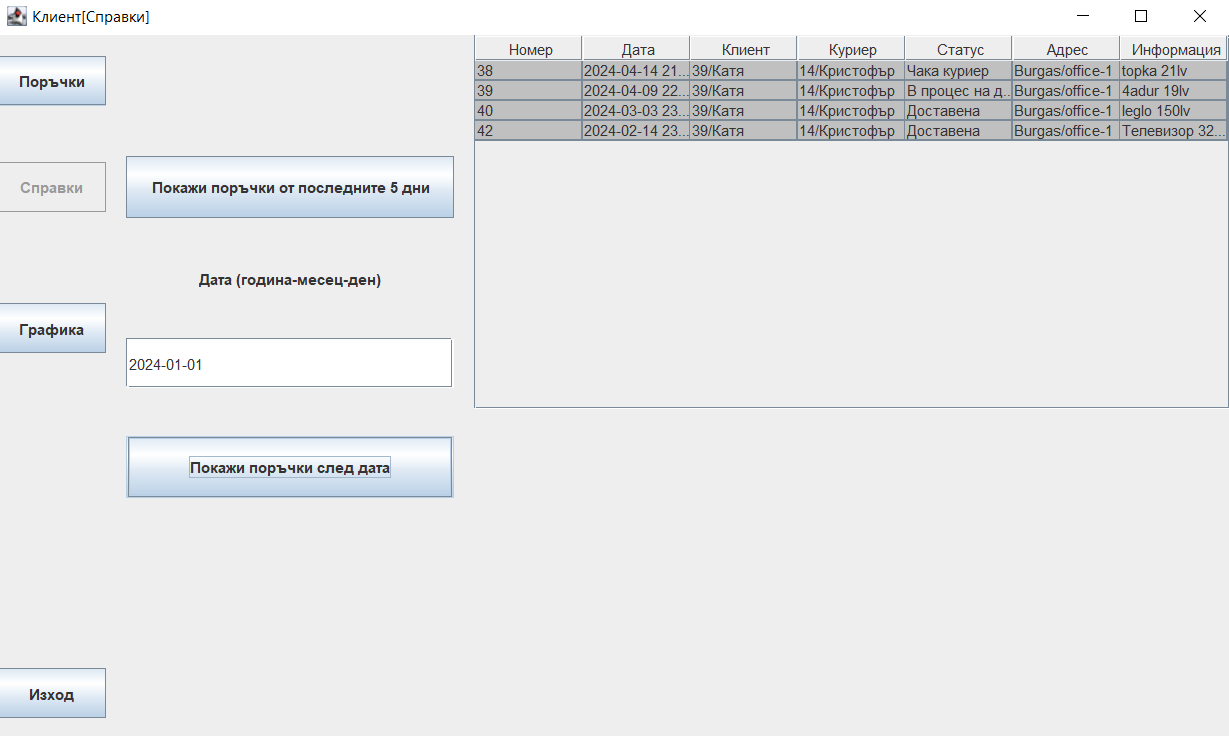 Клиент[Справки]
Поръчки
Справки
Графика
Изход
Покажи поръчки от последните 5 дни
Дата (година-месец-ден)
2024-01-01
Покажи поръчки след дата
Номер Дата Клиент Куриер Статус Адрес Информация
38 2024-04-14 21... 39/Катя 14/Кристофър Чака куриер Burgas/office-1 topka 21lv
39 2024-04-09 22... 39/Катя 14/Кристофър В процес на д... Burgas/office-1 4adur 19lv
40 2024-03-03 23... 39/Катя 14/Кристофър Доставена Burgas/office-1 leglo 150lv
42 2024-02-14 23... 39/Катя 14/Кристофър Доставена Burgas/office-1 Телевизор 32...